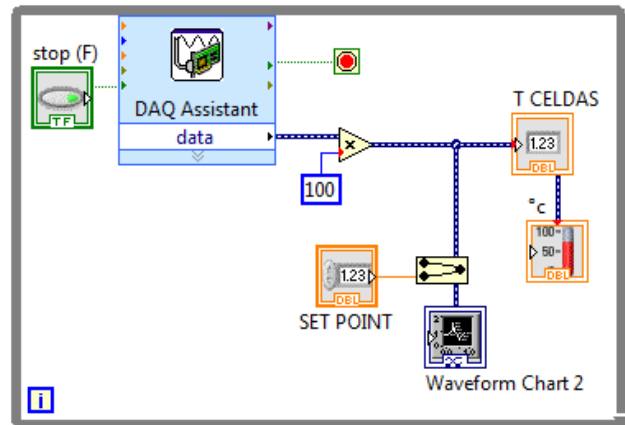 stop (F)
TF
DAQ Assistant
data
×
100
T CELDAS
1.23
DBL
°c
100
50
DBL
1.23
DBL
SET POINT
Waveform Chart 2
i